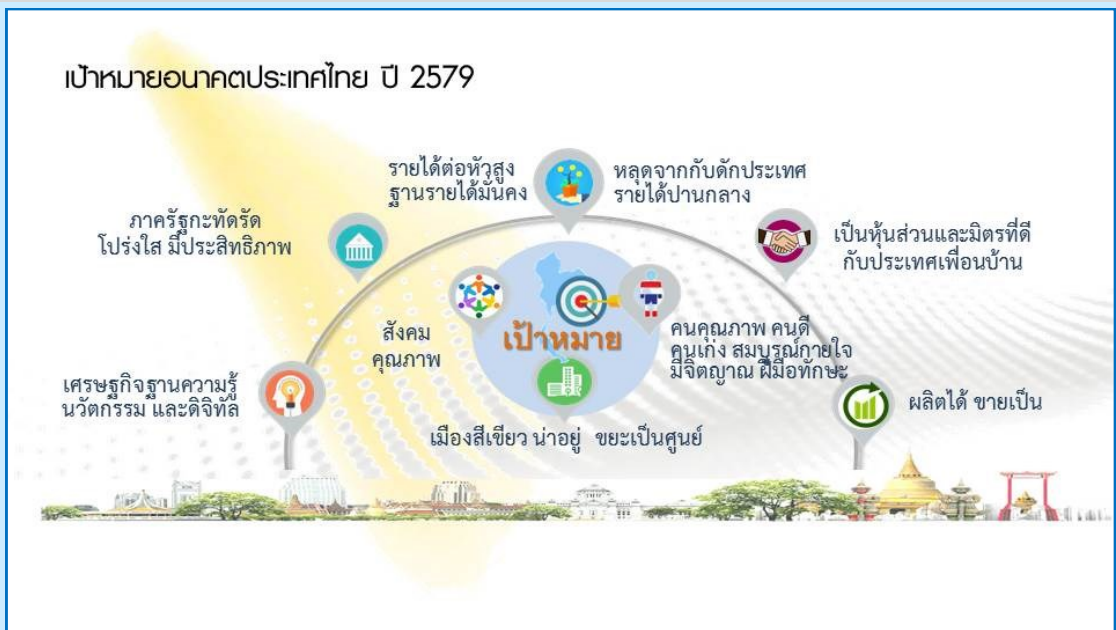 เป้าหมายอนาคตประเทศไทย ปี 2579
รายได้ต่อหัวสูง
ฐานรายได้มั่นคง
หลุดจากกับดักประเทศ
รายได้ปานกลาง
ภาครัฐกะทัดรัด
โปร่งใส มีประสิทธิภาพ
เป็นหุ้นส่วนและมิตรที่ดี
กับประเทศเพื่อนบ้าน
สังคม
คุณภาพ
เป้าหมาย
คนคุณภาพ คนดี
คนเก่ง สมบูรณ์กายใจ
มีจิตญาณ ฝีมือทักษะ
เศรษฐกิจฐานความรู้
นวัตกรรม และดิจิทัล
ผลิตได้ ขายเป็น
เมืองสีเขียว น่าอยู่ ขยะเป็นศูนย์